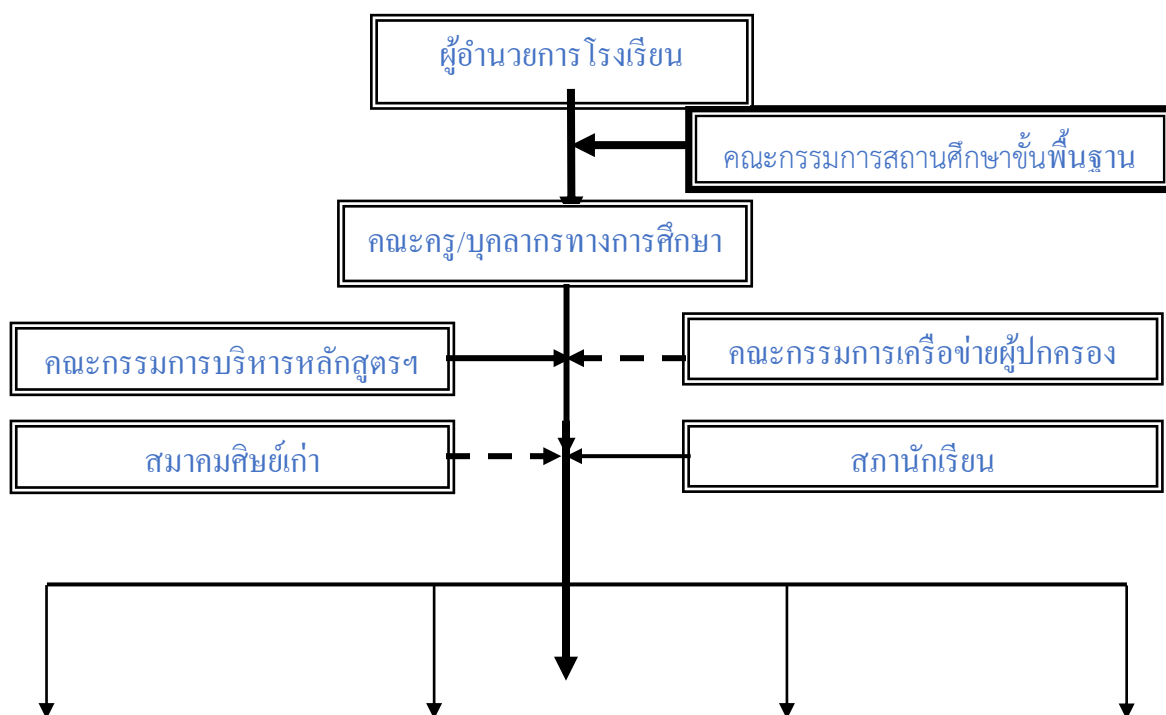 ผู้อำนวยการโรงเรียน
คณะกรรมการสถานศึกษาขั้นพื้นฐาน
คณะครู/บุคลากรทางการศึกษา
คณะกรรมการบริหารหลักสูตรฯ
คณะกรรมการเครือข่ายผู้ปกครอง
สมาคมศิษย์เก่า
สภานักเรียน